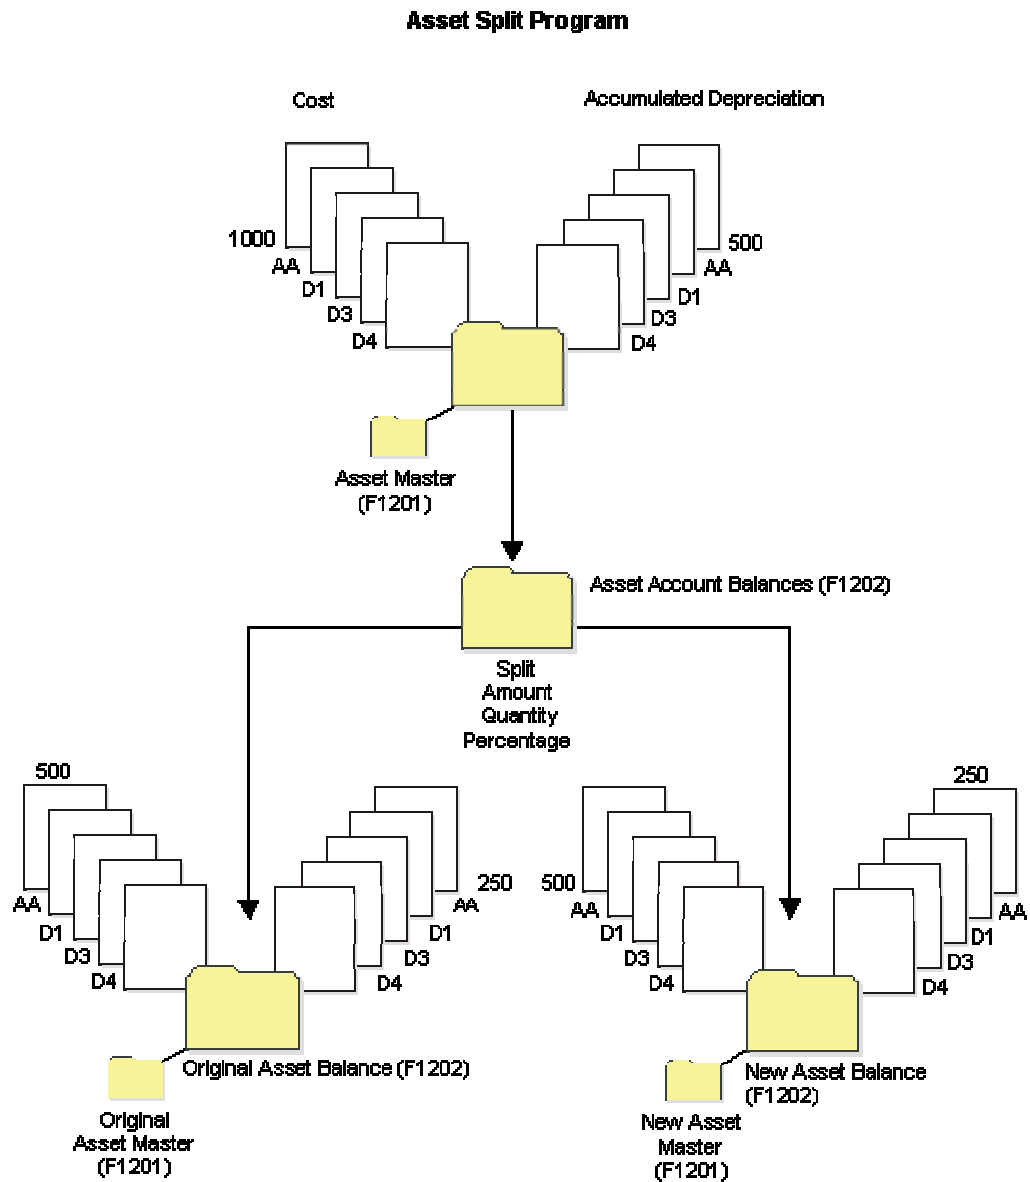 Asset Split Program
Cost
Accumulated Depreciation
1000
AA
D1
D3
D4
500
AA
D1
D3
D4
Asset Master
(F1201)
Asset Account Balances (F1202)
Split
Amount
Quantity
Percentage
500
AA
D1
D3
D4
250
AA
D1
D3
D4
Original Asset Balance (F1202)
Original
Asset Master
(F1201)
500
AA
D1
D3
D4
250
AA
D1
D3
D4
New Asset Balance
(F1202)
New Asset
Master
(F1201)